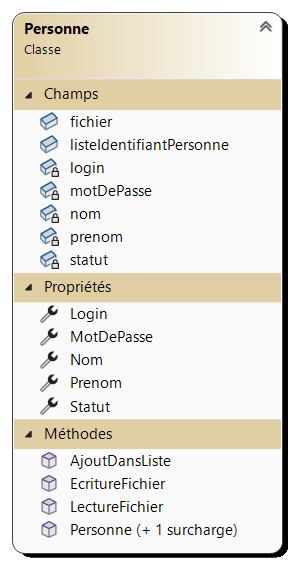 Personne
Classe
Champs
fichier
listeIdentifiantPersonne
login
motDePasse
nom
prenom
statut
Propriétés
Login
MotDePasse
Nom
Prenom
Statut
Méthodes
AjoutDansListe
EcritureFichier
LectureFichier
Personne (+ 1 surcharge)